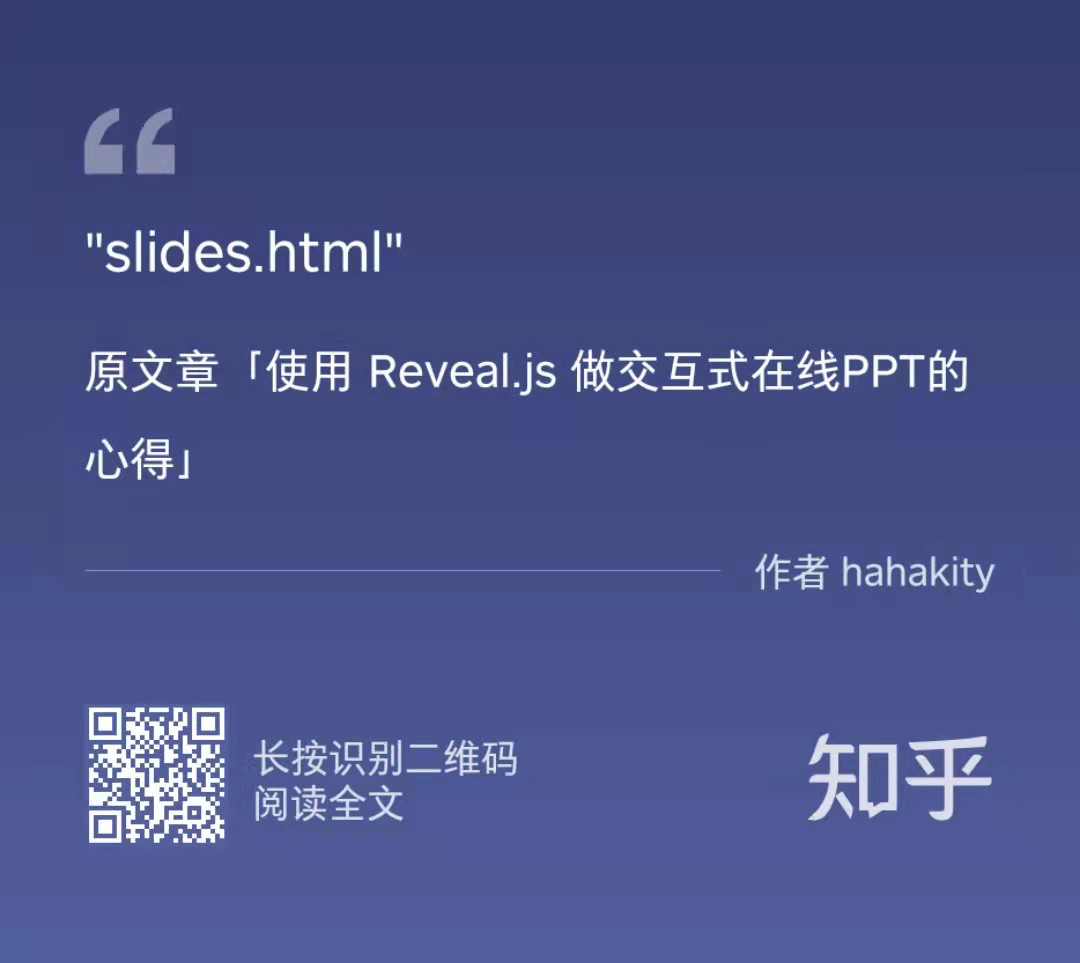 "slides.html"
原文章「使用 Reveal.js 做交互式在线PPT的
心得」
作者 hahakity
长按识别二维码
阅读全文
知乎